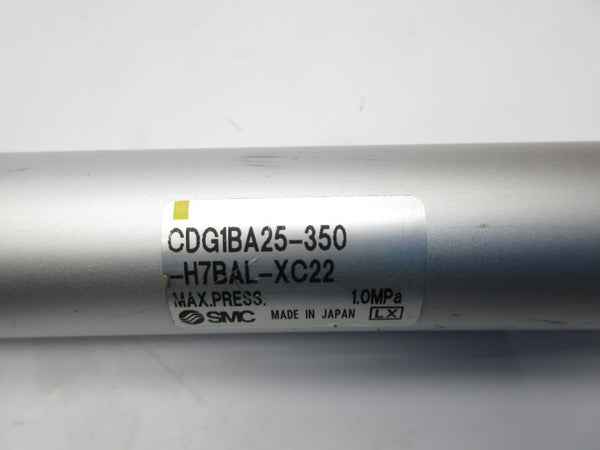 CDG1BA25-350
-H7BAL-XC22
MAX.PRESS. 1.0MPa
SMC MADE IN JAPAN LX